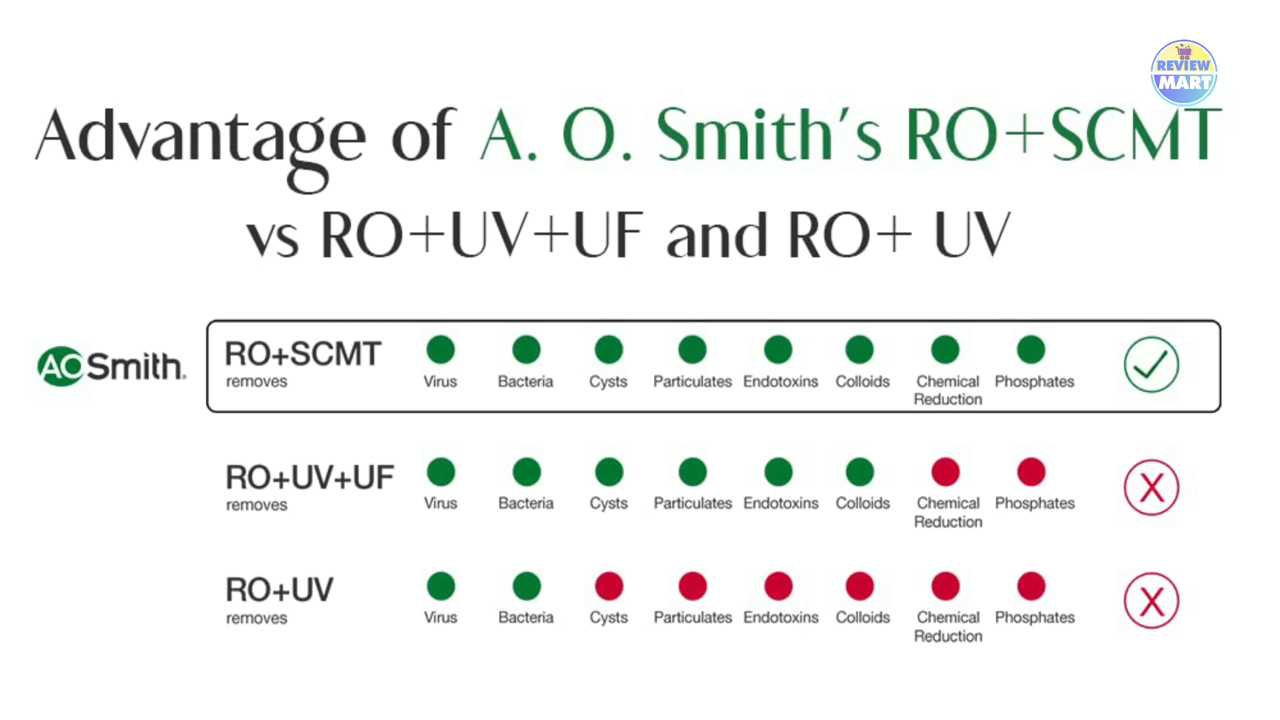 REVIEW
MART
Advantage of A. O. Smith's RO+SCMT
vs RO+UV+UF and RO+ UV
AO Smith.
RO+SCMT
removes
Virus Bacteria Cysts Particulates Endotoxins Colloids Chemical Reduction Phosphates
RO+UV+UF
removes
Virus Bacteria Cysts Particulates Endotoxins Colloids Chemical Reduction Phosphates
RO+UV
removes
Virus Bacteria Cysts Particulates Endotoxins Colloids Chemical Reduction Phosphates